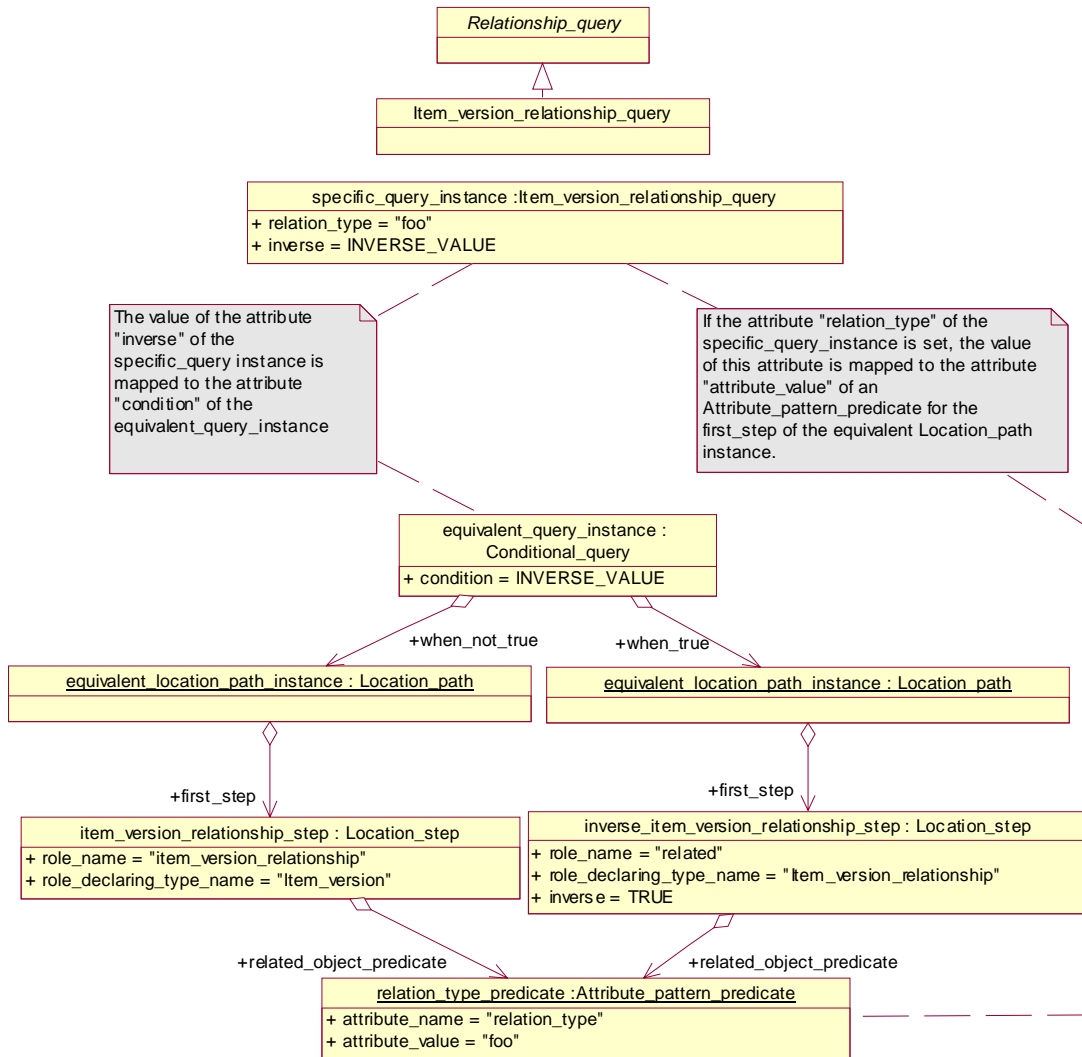 Relationship_query
Item_version_relationship_query
specific_query_instance :Item_version_relationship_query
+ relation_type = "foo"
+ inverse = INVERSE_VALUE
The value of the attribute
"inverse" of the
specific_query instance is
mapped to the attribute
"condition" of the
equivalent_query_instance
If the attribute "relation_type" of the
specific_query_instance is set, the value
of this attribute is mapped to the attribute
"attribute_value" of an
Attribute_pattern_predicate for the
first_step of the equivalent Location_path
instance.
equivalent_query_instance :
Conditional_query
+ condition = INVERSE_VALUE
+when_not_true
+when_true
equivalent_location_path_instance : Location_path
equivalent_location_path_instance : Location_path
+first_step
+first_step
item_version_relationship_step : Location_step
+ role_name = "item_version_relationship"
+ role_declaring_type_name = "Item_version"
inverse_item_version_relationship_step : Location_step
+ role_name = "related"
+ role_declaring_type_name = "Item_version_relationship"
+ inverse = TRUE
+related_object_predicate
+related_object_predicate
relation_type_predicate :Attribute_pattern_predicate
+ attribute_name = "relation_type"
+ attribute_value = "foo"